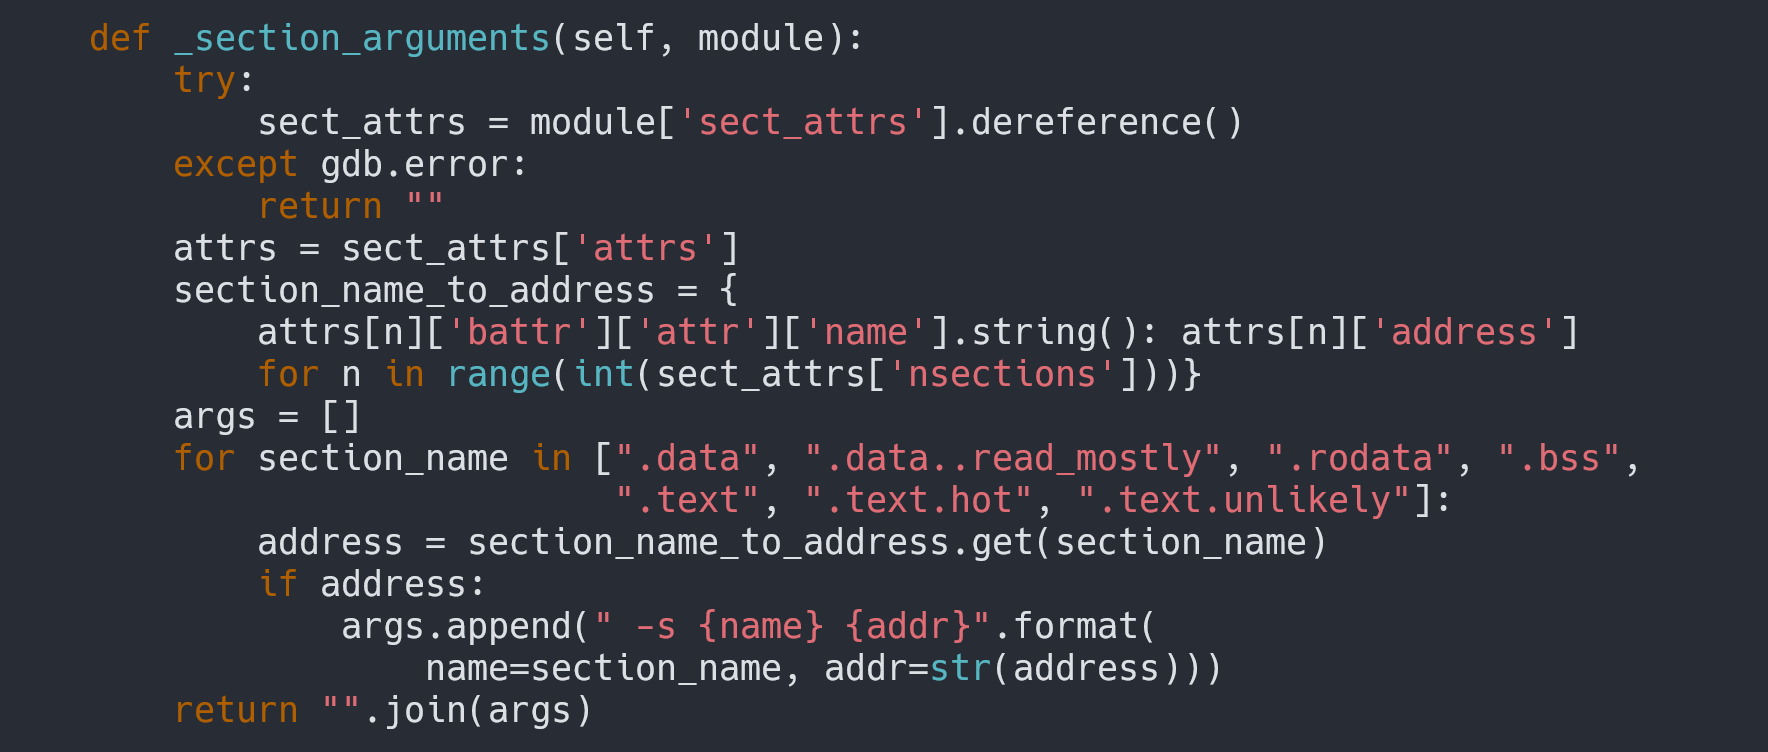 def _section_arguments(self, module):
    try:
        sect_attrs = module['sect_attrs'].dereference()
    except gdb.error:
        return ""
    attrs = sect_attrs['attrs']
    section_name_to_address = {
        attrs[n]['battr']['attr']['name'].string(): attrs[n]['address']
        for n in range(int(sect_attrs['nsections']))}
    args = []
    for section_name in [".data", ".data..read_mostly", ".rodata", ".bss",
                         ".text", ".text.hot", ".text.unlikely"]:
        address = section_name_to_address.get(section_name)
        if address:
            args.append(" -s {name} {addr}".format(
                name=section_name, addr=str(address)))
    return "".join(args)